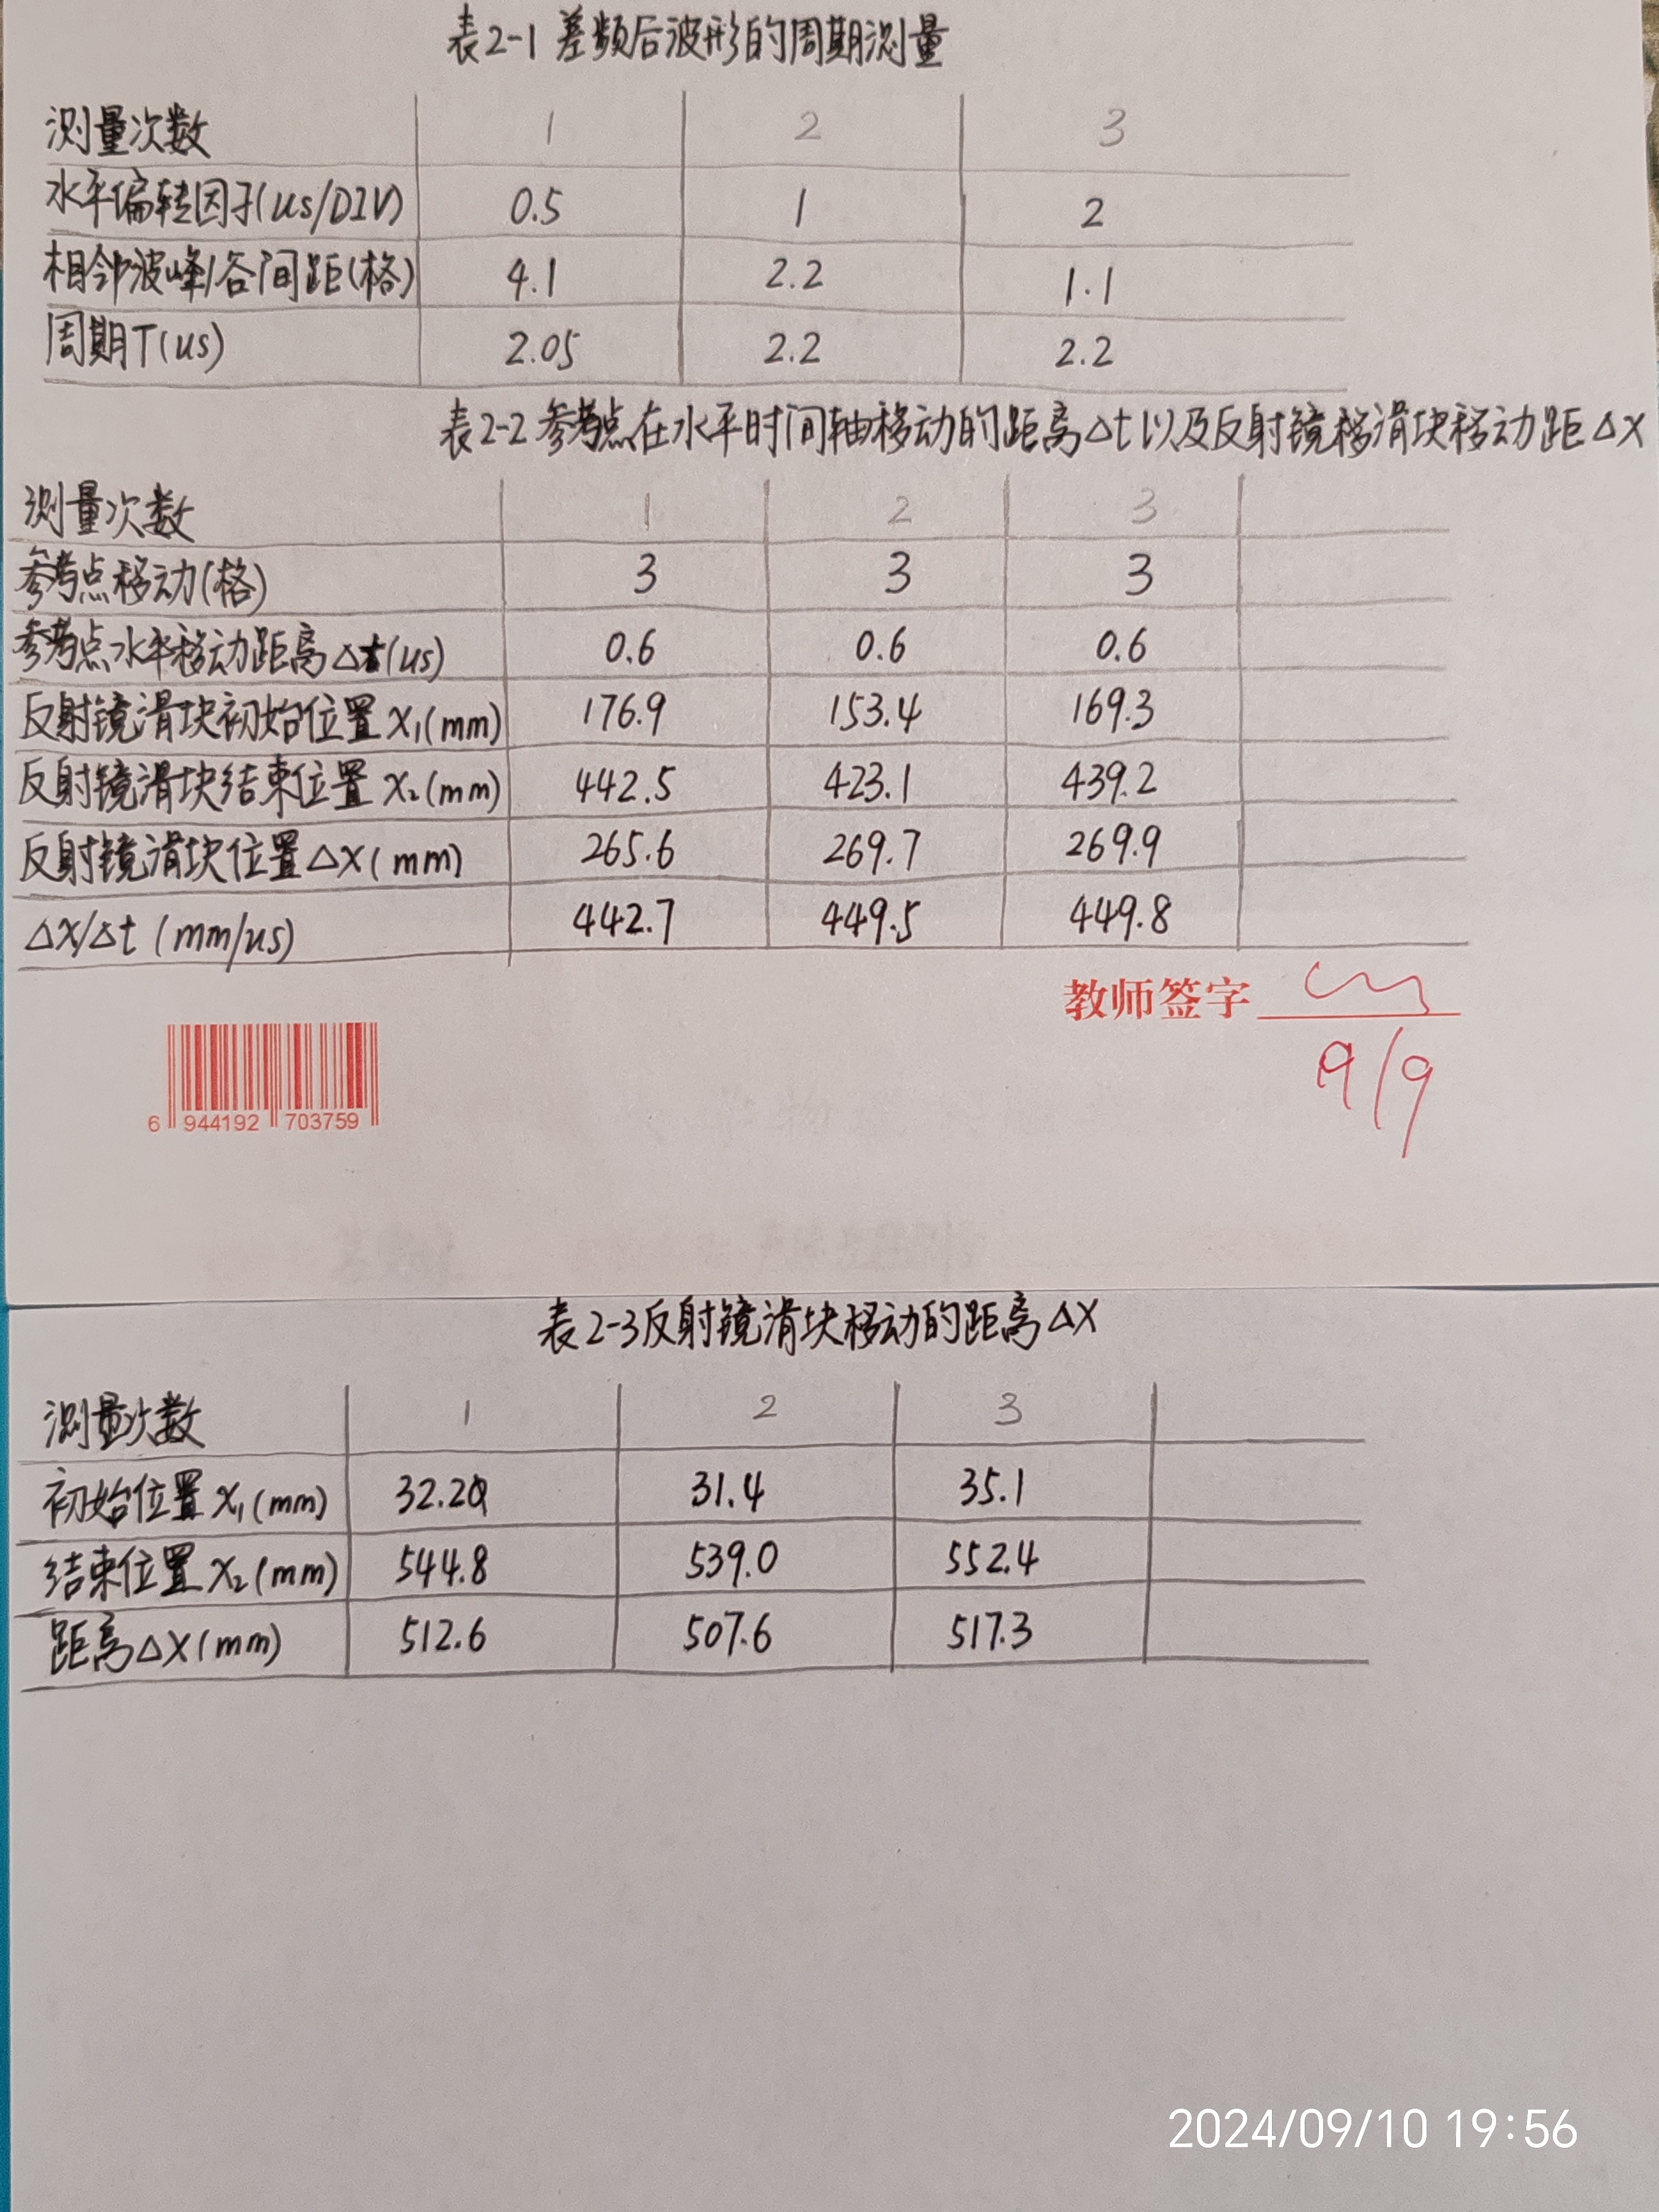 表2-1 差频后波形的周期测量
测量次数 1 2 3
水平偏转因子(us/DIV) 0.5 1 2
相邻波峰/谷间距(格) 4.1 2.2 1.1
周期T(us) 2.05 2.2 2.2
表2-2 参考点在水平时间轴移动的距离Δt以及反射镜移滑块移动距ΔX
测量次数 1 2 3
参考点移动(格) 3 3 3
参考点水平移动距离Δt(us) 0.6 0.6 0.6
反射镜滑块初始位置X₁(mm) 176.9 153.4 169.3
反射镜滑块结束位置X₂(mm) 442.5 423.1 439.2
反射镜滑块位置ΔX(mm) 265.6 269.7 269.9
ΔX/Δt (mm/us) 442.7 449.5 449.8
教师签字
9/9
6 944192 703759
表2-3反射镜滑块移动的距离ΔX
测量次数 1 2 3
初始位置X₁(mm) 32.20 31.4 35.1
结束位置X₂(mm) 544.8 539.0 552.4
距离ΔX(mm) 512.6 507.6 517.3
2024/09/10 19:56